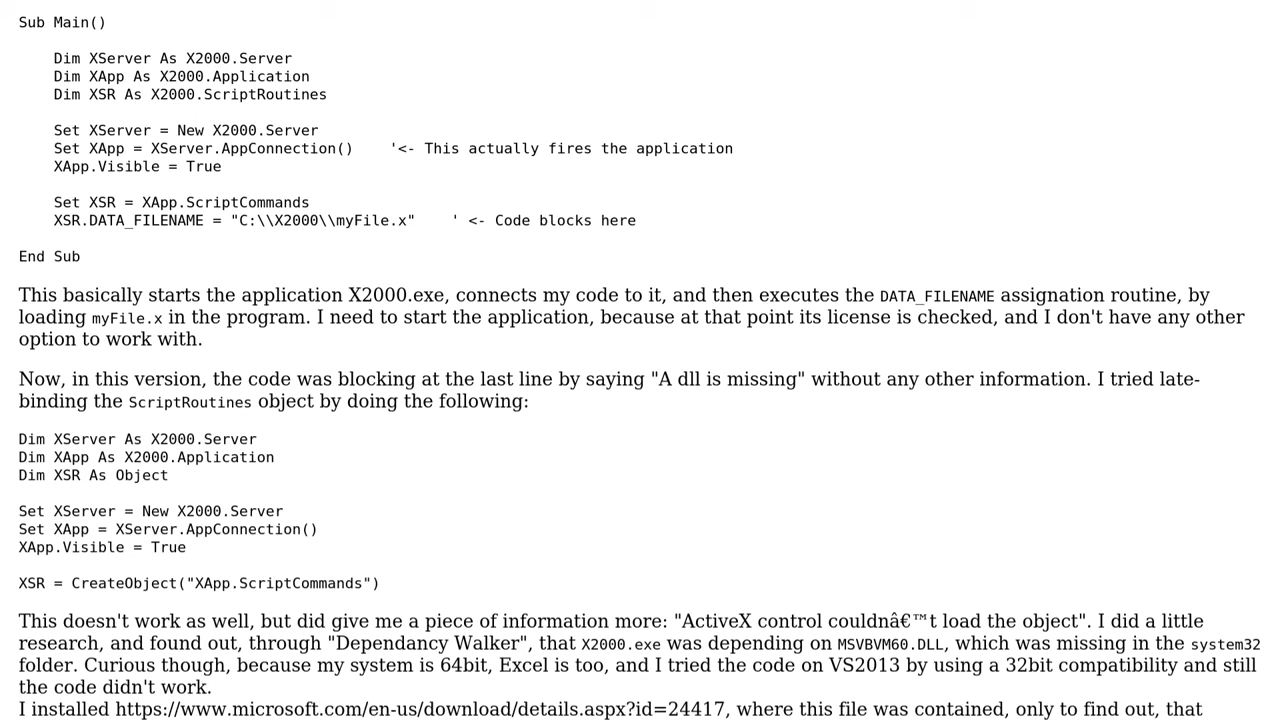 Sub Main()
Dim XServer As X2000.Server
Dim XApp As X2000.Application
Dim XSR As X2000.ScriptRoutines
Set XServer = New X2000.Server
Set XApp = XServer.AppConnection()    '<- This actually fires the application
XApp.Visible = True
Set XSR = XApp.ScriptCommands
XSR.DATA_FILENAME = "C:\\X2000\\myFile.x"    ' <- Code blocks here
End Sub
This basically starts the application X2000.exe, connects my code to it, and then executes the DATA_FILENAME assignation routine, by
loading myFile.x in the program. I need to start the application, because at that point its license is checked, and I don't have any other
option to work with.
Now, in this version, the code was blocking at the last line by saying "A dll is missing" without any other information. I tried late-
binding the ScriptRoutines object by doing the following:
Dim XServer As X2000.Server
Dim XApp As X2000.Application
Dim XSR As Object
Set XServer = New X2000.Server
Set XApp = XServer.AppConnection()
XApp.Visible = True
XSR = CreateObject("XApp.ScriptCommands")
This doesn't work as well, but did give me a piece of information more: "ActiveX control couldnâ€™t load the object". I did a little
research, and found out, through "Dependancy Walker", that X2000.exe was depending on MSVBVM60.DLL, which was missing in the system32
folder. Curious though, because my system is 64bit, Excel is too, and I tried the code on VS2013 by using a 32bit compatibility and still
the code didn't work.
I installed https://www.microsoft.com/en-us/download/details.aspx?id=24417, where this file was contained, only to find out, that